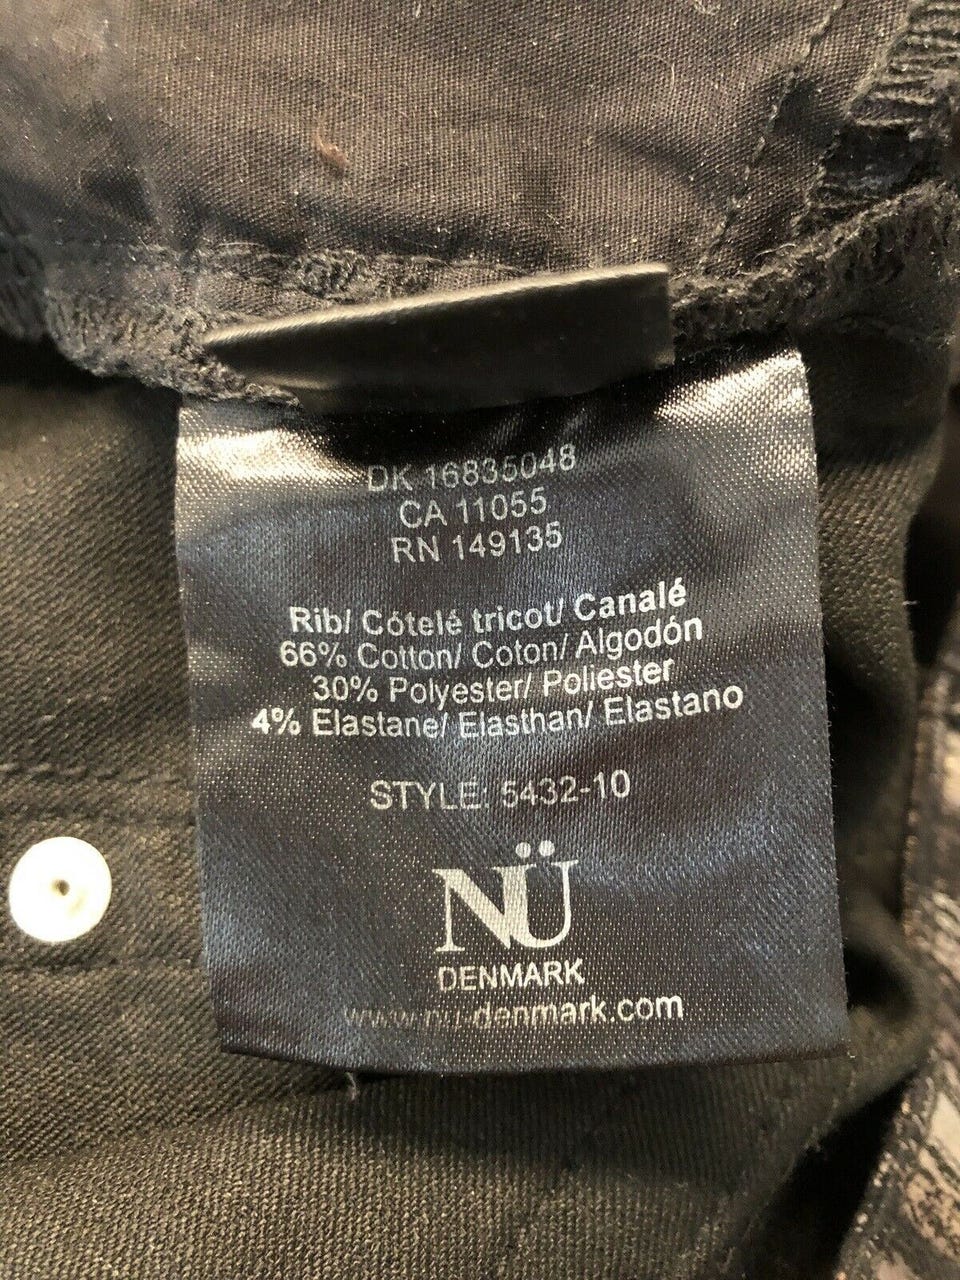 DK 16835048
CA 11055
RN 149135
Rib/ Cótelé tricot/ Canalé
66% Cotton/ Coton/ Algodón
30% Polyester/ Poliester
4% Elastane/ Elasthan/ Elastano
STYLE: 5432-10
NÜ
DENMARK
www.nu-denmark.com